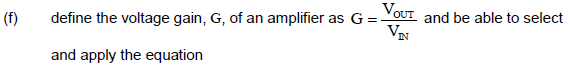 (f) define the voltage gain, G, of an amplifier as G = V_OUT / V_IN and be able to select
and apply the equation